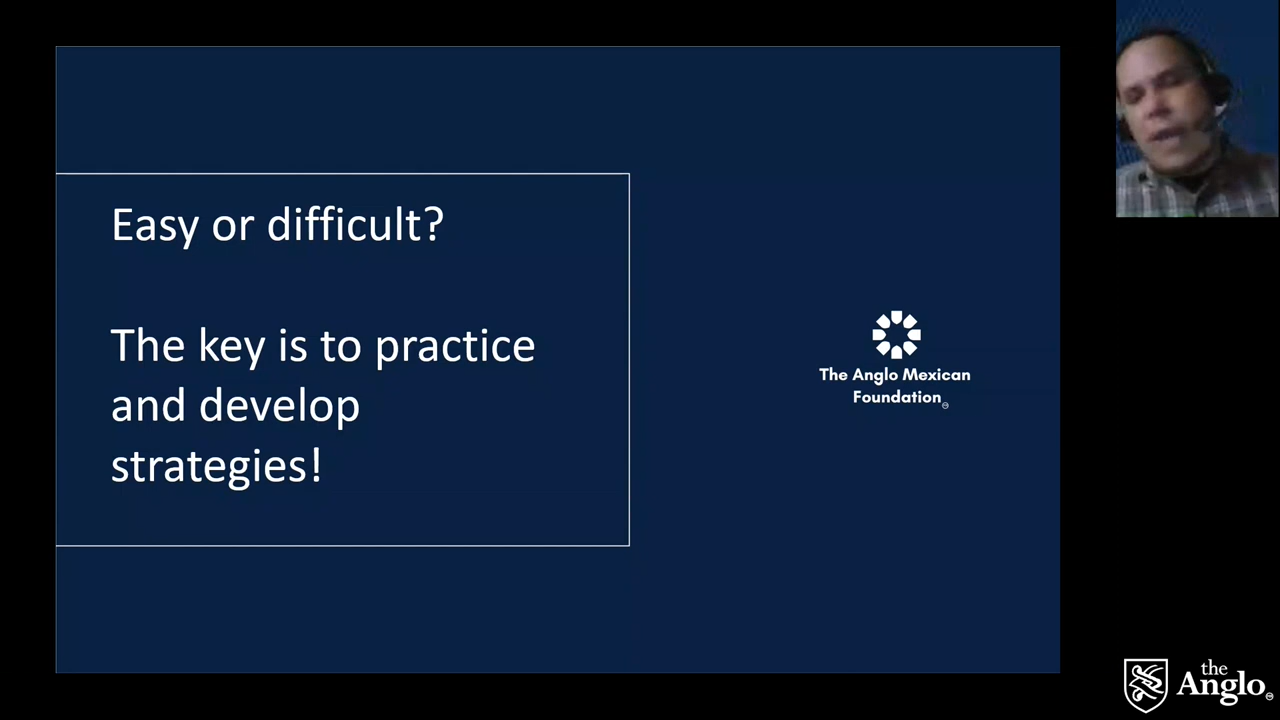 Easy or difficult?
The key is to practice
and develop
strategies!
The Anglo Mexican
Foundation
the
Anglo